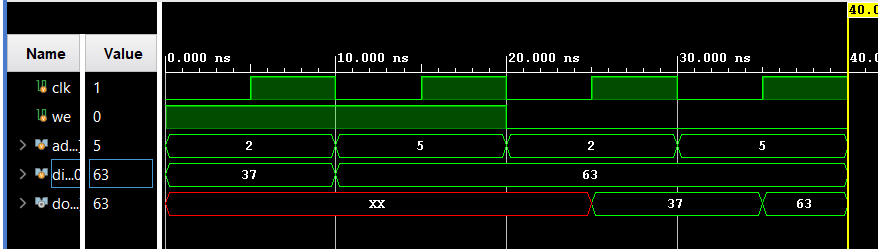 40.0
Name Value
0.000 ns 10.000 ns 20.000 ns 30.000 ns 40.0
clk 1
we 0
ad...] 5 2 5 2 5
di...0 63 37 63
do... 63 XX 37 63